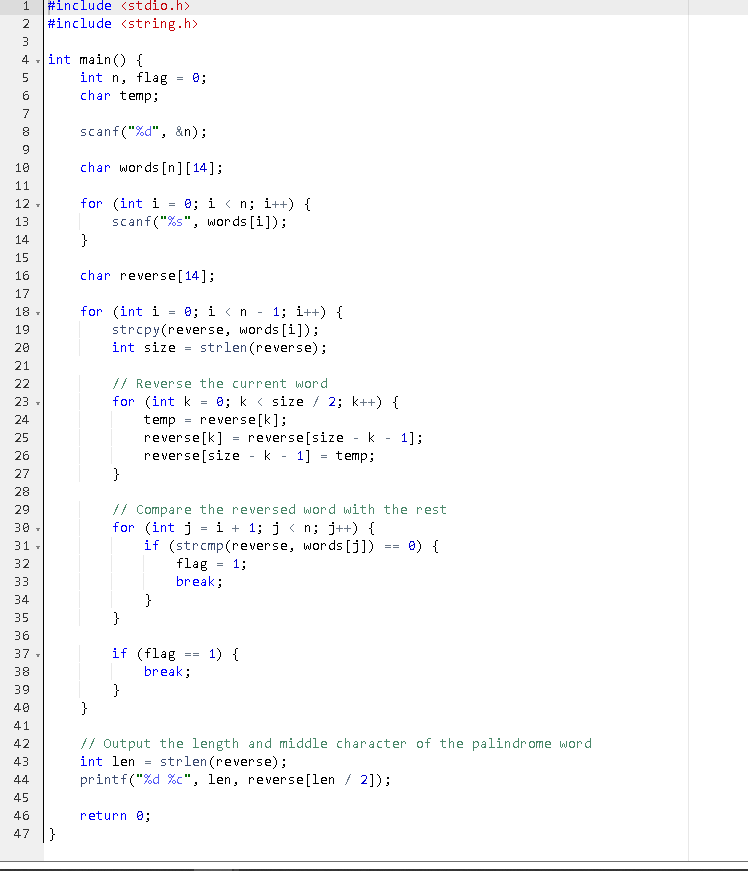 1 #include <stdio.h>
2 #include <string.h>
3
4 int main() {
5     int n, flag = 0;
6     char temp;
7
8     scanf("%d", &n);
9
10     char words[n][14];
11
12     for (int i = 0; i < n; i++) {
13         scanf("%s", words[i]);
14     }
15
16     char reverse[14];
17
18     for (int i = 0; i < n - 1; i++) {
19         strcpy(reverse, words[i]);
20         int size = strlen(reverse);
21
22         // Reverse the current word
23         for (int k = 0; k < size / 2; k++) {
24             temp = reverse[k];
25             reverse[k] = reverse[size - k - 1];
26             reverse[size - k - 1] = temp;
27         }
28
29         // Compare the reversed word with the rest
30         for (int j = i + 1; j < n; j++) {
31             if (strcmp(reverse, words[j]) == 0) {
32                 flag = 1;
33                 break;
34             }
35         }
36
37         if (flag == 1) {
38             break;
39         }
40     }
41
42     // Output the length and middle character of the palindrome word
43     int len = strlen(reverse);
44     printf("%d %c", len, reverse[len / 2]);
45
46     return 0;
47 }